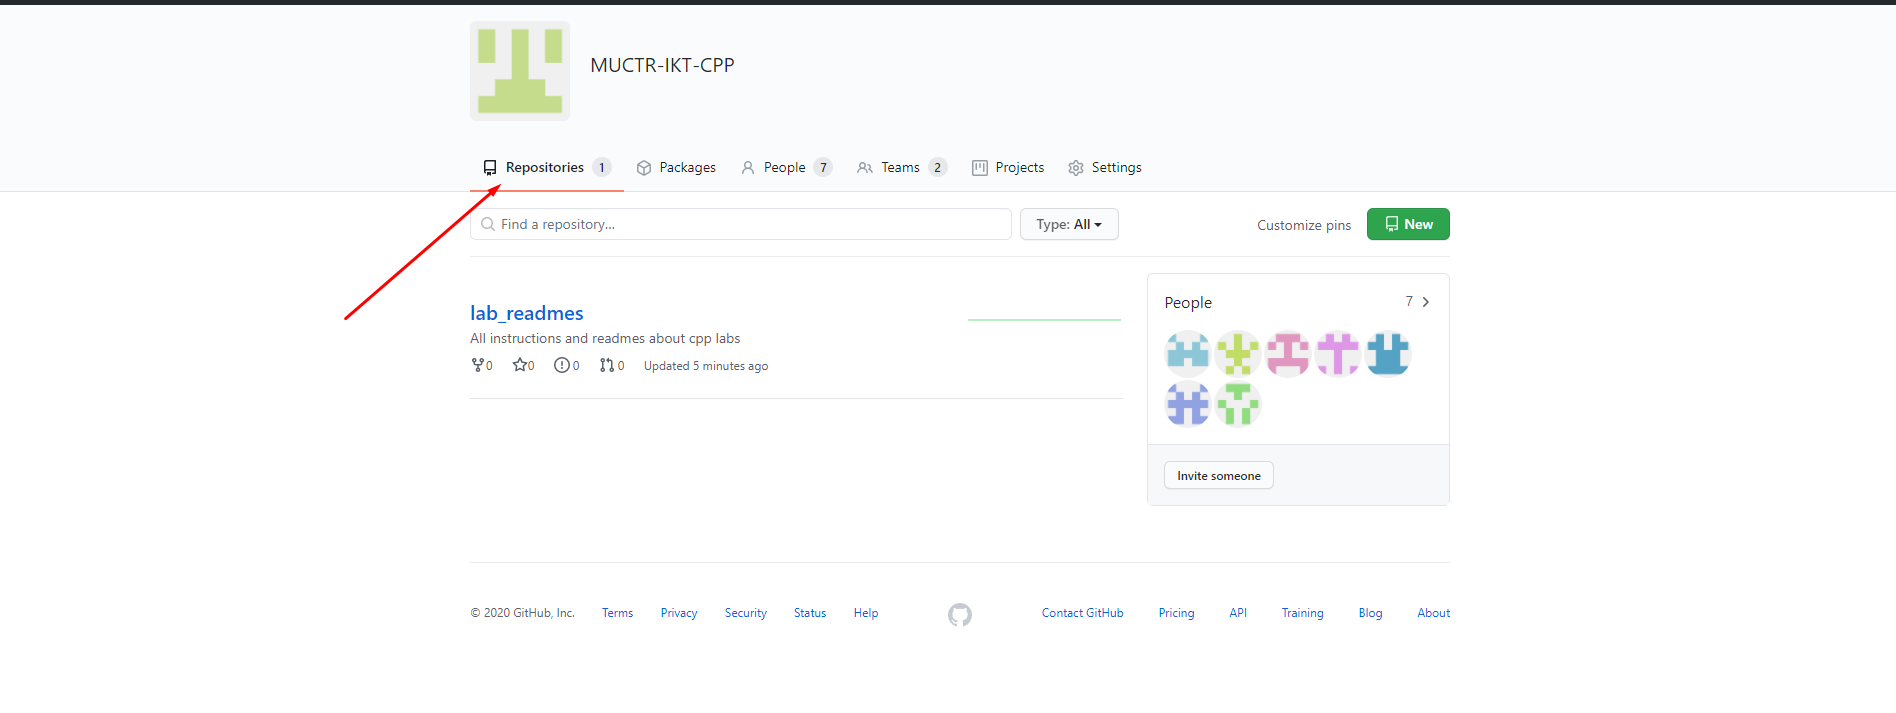 MUCTR-IKT-CPP
Repositories 1 Packages People 7 Teams 2 Projects Settings
Find a repository... Type: All Customize pins New
lab_readmes
All instructions and readmes about cpp labs
0 0 0 0 Updated 5 minutes ago
People 7
Invite someone
© 2020 GitHub, Inc. Terms Privacy Security Status Help Contact GitHub Pricing API Training Blog About